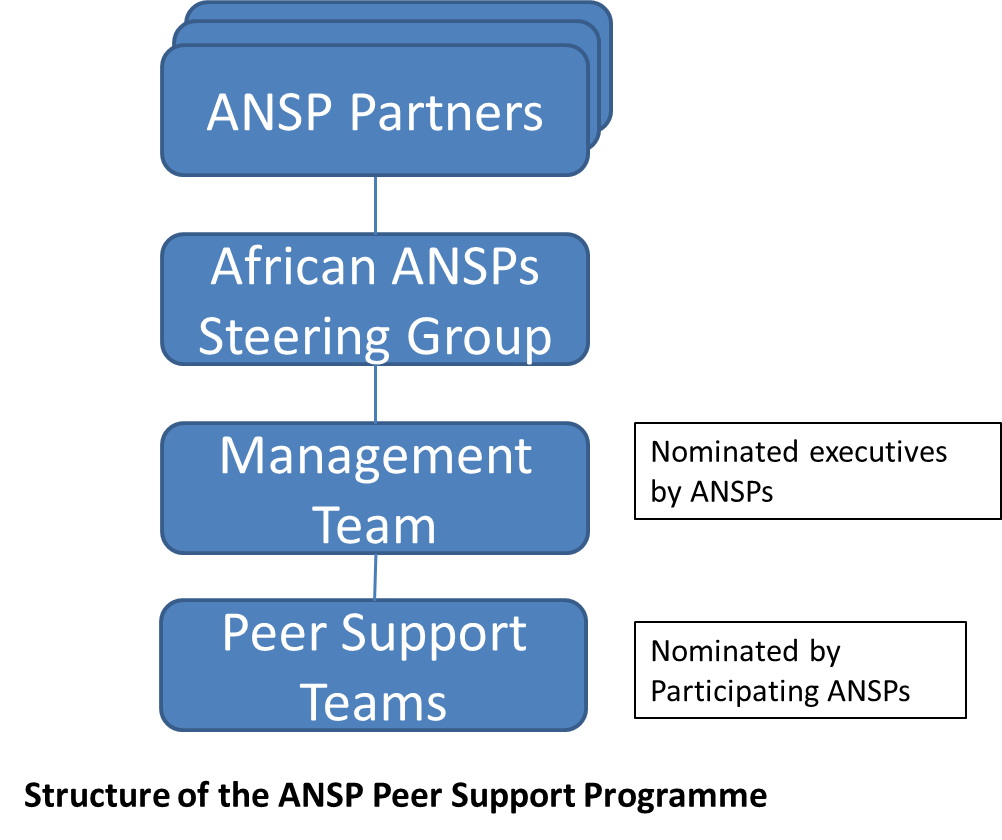 ANSP Partners
African ANSPs
Steering Group
Management
Team
Nominated executives
by ANSPs
Peer Support
Teams
Nominated by
Participating ANSPs
Structure of the ANSP Peer Support Programme